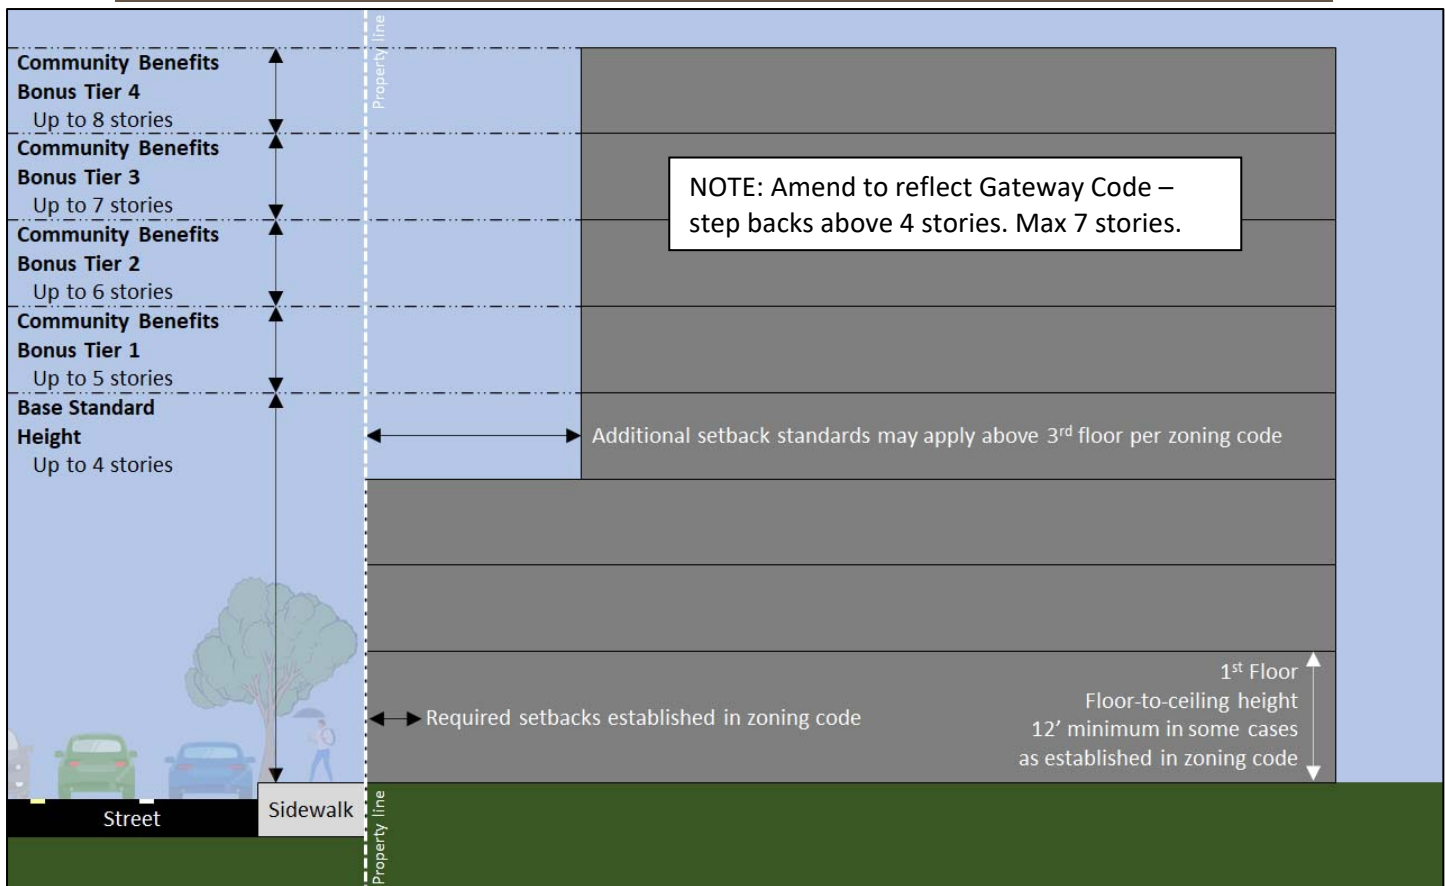 Property line
Community Benefits
Bonus Tier 4
Up to 8 stories
Community Benefits
Bonus Tier 3
Up to 7 stories
NOTE: Amend to reflect Gateway Code –
step backs above 4 stories. Max 7 stories.
Community Benefits
Bonus Tier 2
Up to 6 stories
Community Benefits
Bonus Tier 1
Up to 5 stories
Base Standard
Height
Up to 4 stories
Additional setback standards may apply above 3rd floor per zoning code
1st Floor
Floor-to-ceiling height
12’ minimum in some cases
as established in zoning code
Required setbacks established in zoning code
Street
Sidewalk
Property line